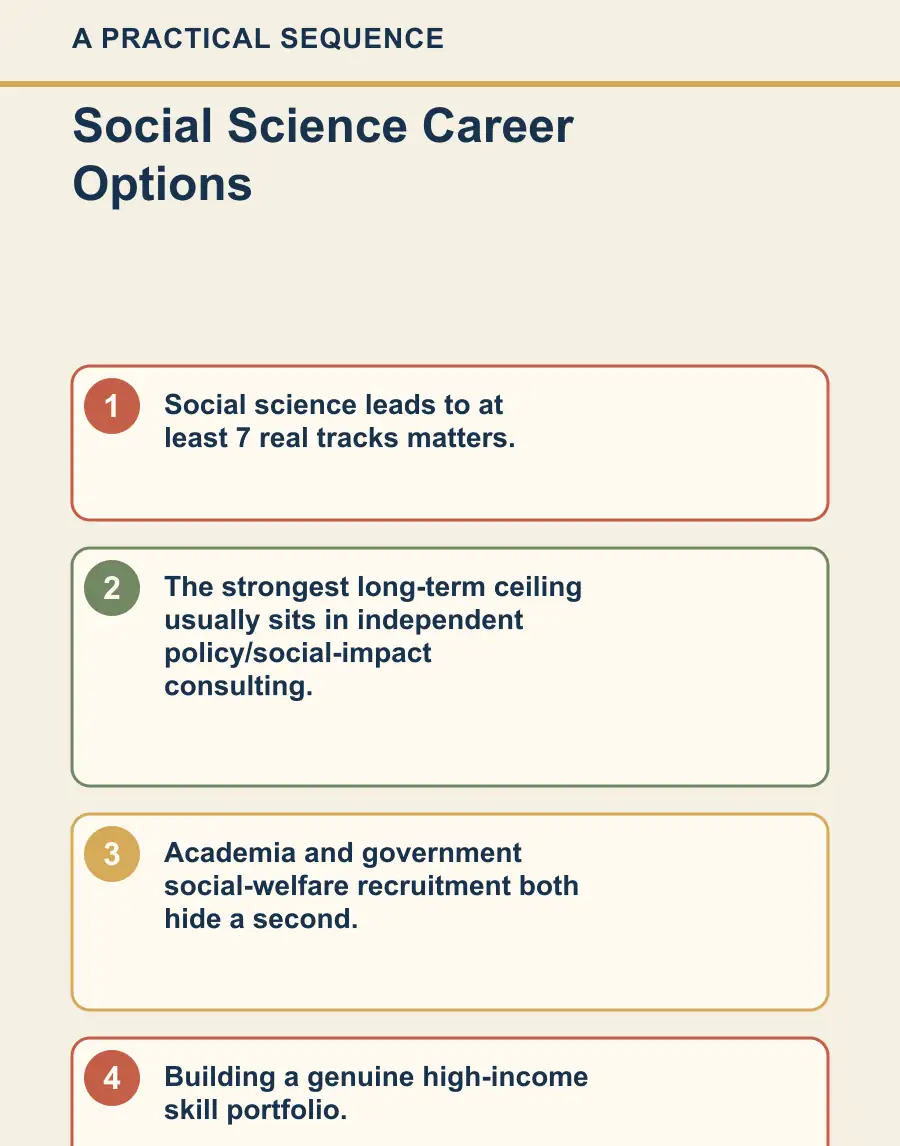 A PRACTICAL SEQUENCE
Social Science Career
Options
1
Social science leads to at
least 7 real tracks matters.
2
The strongest long-term ceiling
usually sits in independent
policy/social-impact
consulting.
3
Academia and government
social-welfare recruitment both
hide a second.
4
Building a genuine high-income
skill portfolio.